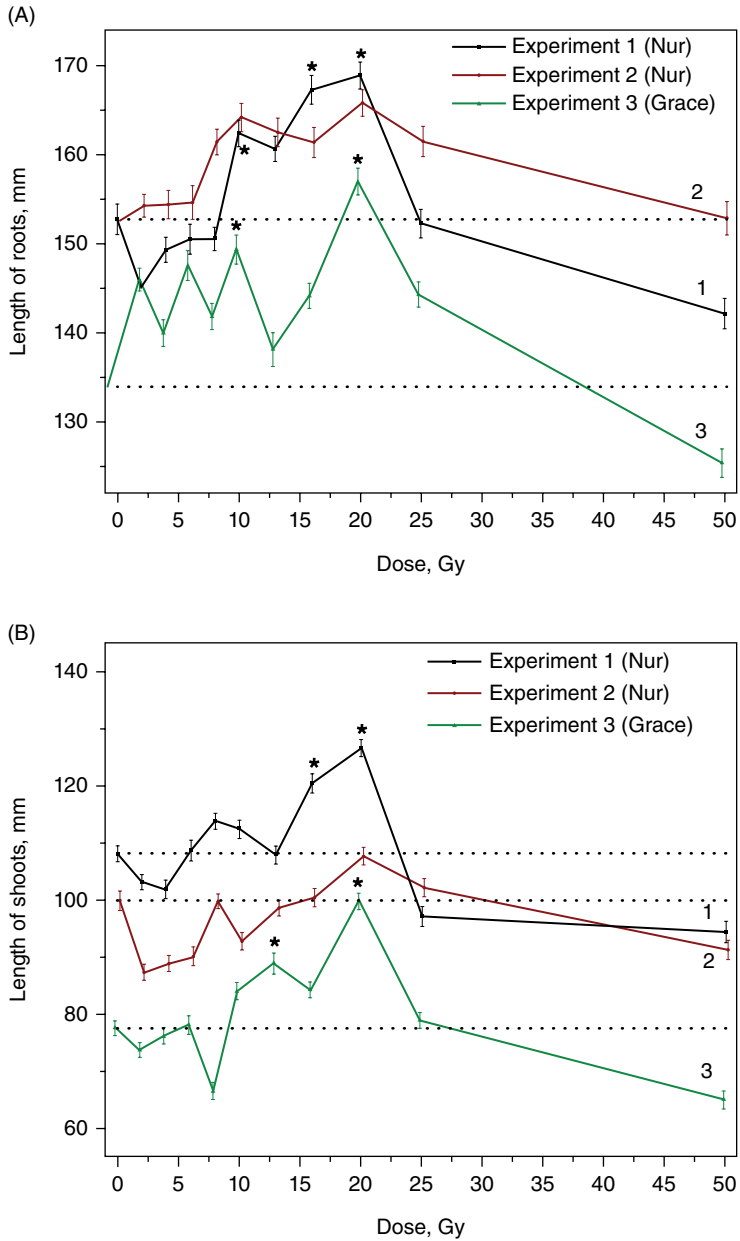 (A)
170
160
150
140
130
Length of roots, mm
Experiment 1 (Nur)
Experiment 2 (Nur)
Experiment 3 (Grace)
*
*
*
*
*
2
1
3
0 5 10 15 20 25 30 35 40 45 50
Dose, Gy
(B)
140
120
100
80
60
Length of shoots, mm
Experiment 1 (Nur)
Experiment 2 (Nur)
Experiment 3 (Grace)
*
*
*
*
1
2
3
0 5 10 15 20 25 30 35 40 45 50
Dose, Gy